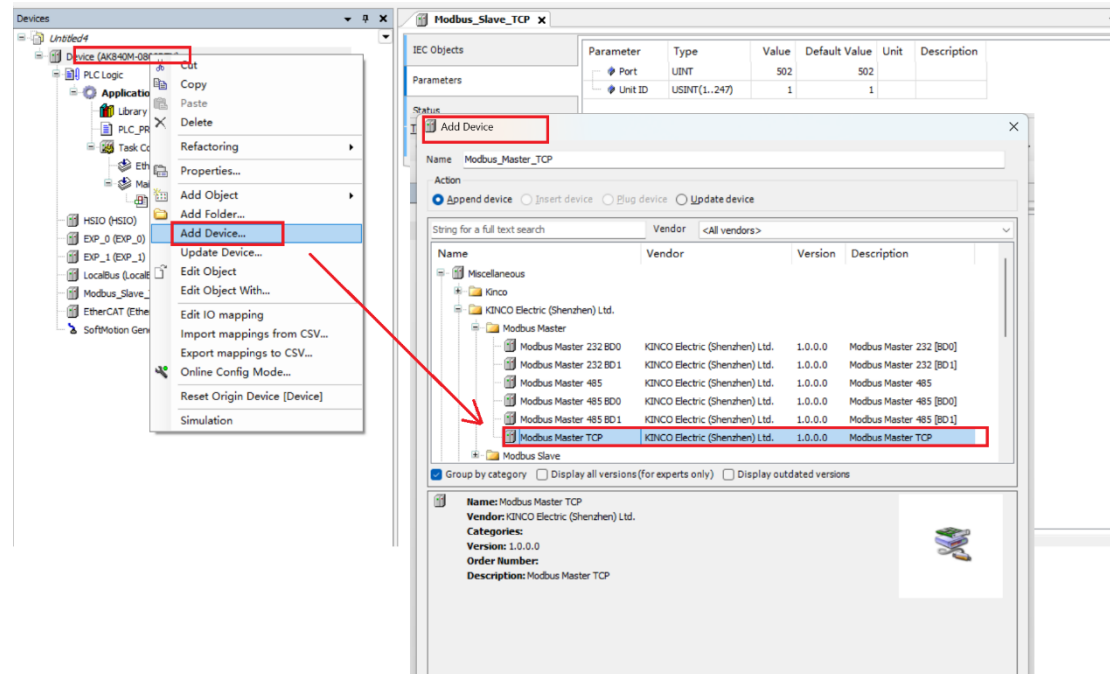 Devices
Untitled4
Device (AK840M-
PLC Logic
Applicatio
Library
PLC_PR
Task Co
Eth
Mai
HSIO (HSIO)
EXP_0 (EXP_0)
EXP_1 (EXP_1)
LocalBus (LocalB
Modbus_Slave_
EtherCAT (Ethe
SoftMotion Gene
Cut
Copy
Paste
Delete
Refactoring
Properties...
Add Object
Add Folder...
Add Device...
Update Device...
Edit Object
Edit Object With...
Edit IO mapping
Import mappings from CSV...
Export mappings to CSV...
Online Config Mode...
Reset Origin Device [Device]
Simulation
Modbus_Slave_TCP
IEC Objects
Parameters
Status
Parameter Type Value Default Value Unit Description
Port UINT 502 502
Unit ID USINT(1..247) 1 1
Add Device
Name Modbus_Master_TCP
Action
Append device Insert device Plug device Update device
String for a full text search Vendor <All vendors>
Name Vendor Version Description
Miscellaneous
Kinco
KINCO Electric (Shenzhen) Ltd.
Modbus Master
Modbus Master 232 BD0 KINCO Electric (Shenzhen) Ltd. 1.0.0.0 Modbus Master 232 [BD0]
Modbus Master 232 BD1 KINCO Electric (Shenzhen) Ltd. 1.0.0.0 Modbus Master 232 [BD1]
Modbus Master 485 KINCO Electric (Shenzhen) Ltd. 1.0.0.0 Modbus Master 485
Modbus Master 485 BD0 KINCO Electric (Shenzhen) Ltd. 1.0.0.0 Modbus Master 485 [BD0]
Modbus Master 485 BD1 KINCO Electric (Shenzhen) Ltd. 1.0.0.0 Modbus Master 485 [BD1]
Modbus Master TCP KINCO Electric (Shenzhen) Ltd. 1.0.0.0 Modbus Master TCP
Modbus Slave
Group by category Display all versions (for experts only) Display outdated versions
Name: Modbus Master TCP
Vendor: KINCO Electric (Shenzhen) Ltd.
Categories:
Version: 1.0.0.0
Order Number:
Description: Modbus Master TCP